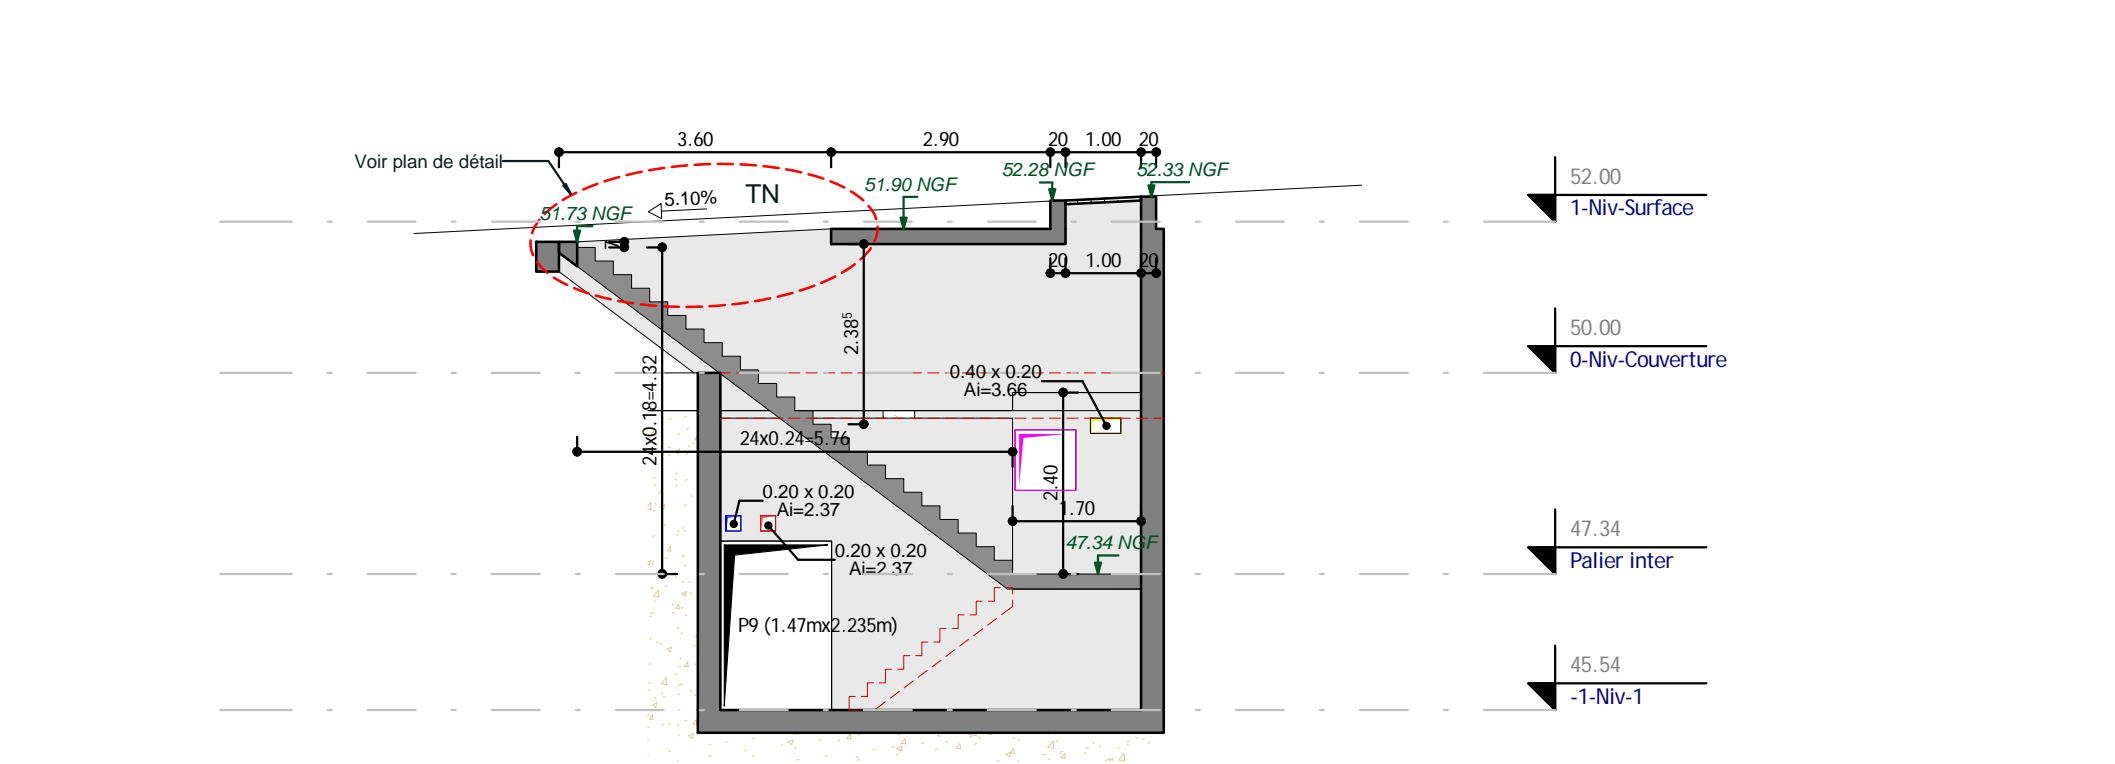 3.60
2.90
20
1.00
20
Voir plan de détail
52.28 NGF
52.33 NGF
51.90 NGF
TN
5.10%
51.73 NGF
52.00
1-Niv-Surface
20
1.00
20
2.38⁵
50.00
0-Niv-Couverture
24x0.18=4.32
0.40 x 0.20
Ai=3.66
24x0.24=5.76
2.40
0.20 x 0.20
Ai=2.37
1.70
47.34 NGF
47.34
Palier inter
0.20 x 0.20
Ai=2.37
P9 (1.47mx2.235m)
45.54
-1-Niv-1